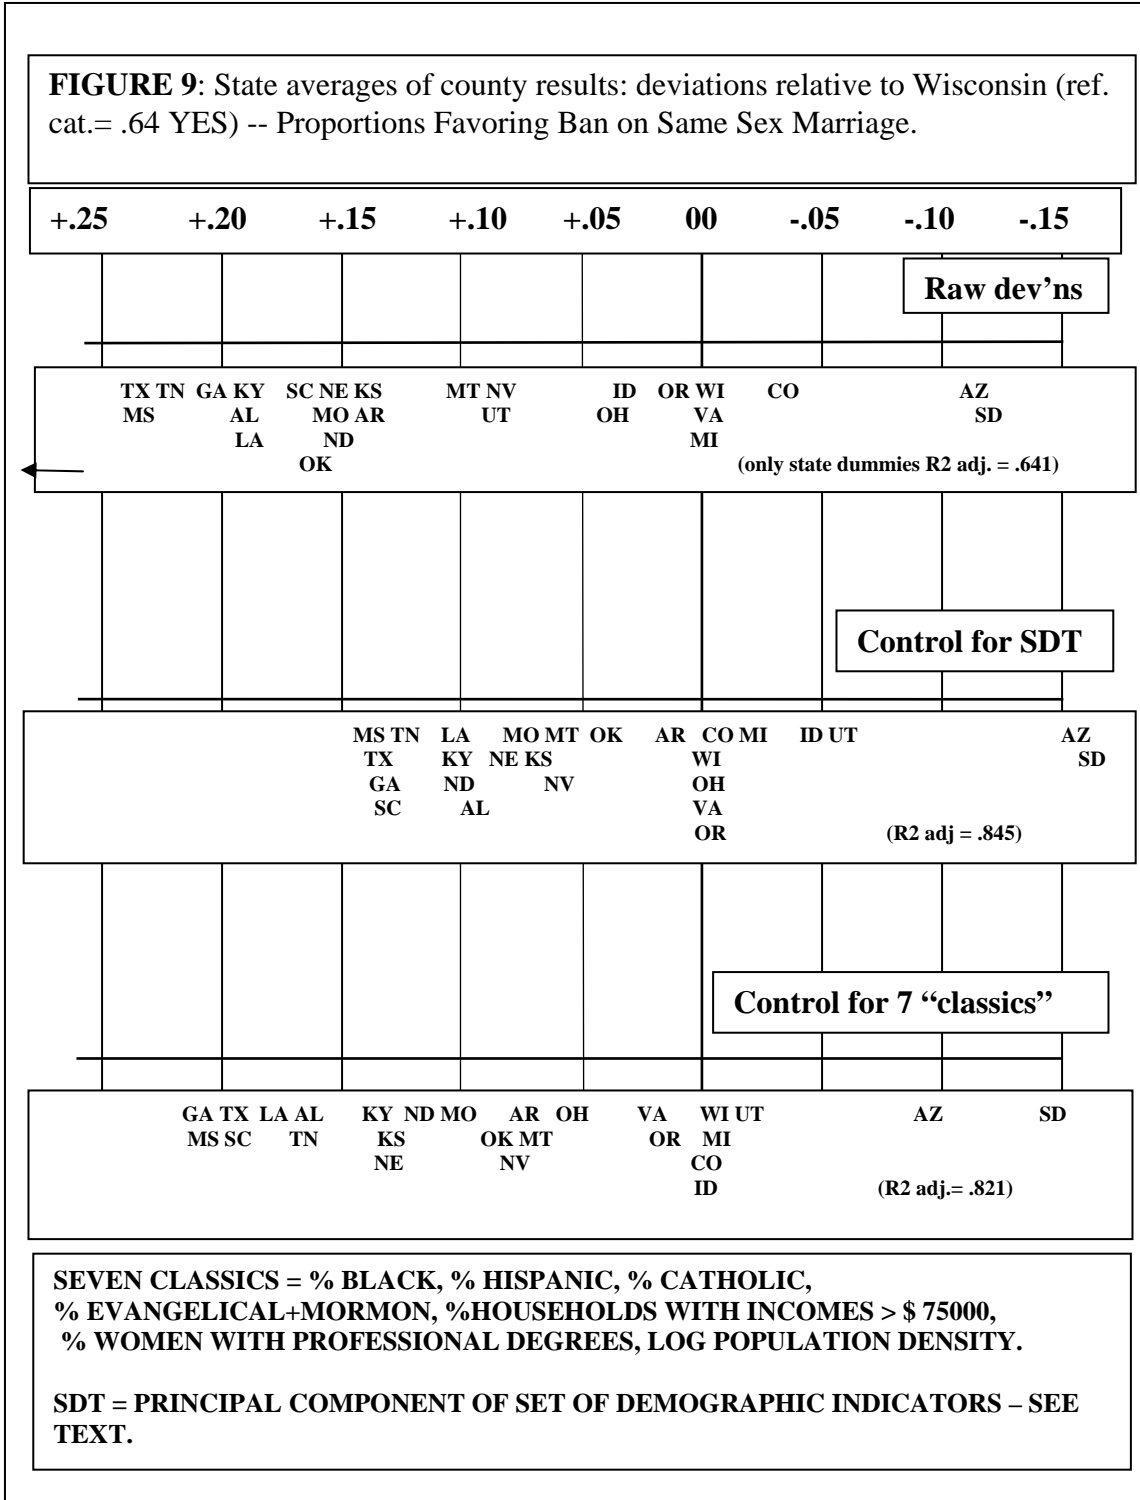 FIGURE 9: State averages of county results: deviations relative to Wisconsin (ref.
cat.= .64 YES) -- Proportions Favoring Ban on Same Sex Marriage.
+.25 +.20 +.15 +.10 +.05 00 -.05 -.10 -.15
Raw dev’ns
TX TN GA KY SC NE KS MT NV ID OR WI CO AZ
MS AL MO AR UT OH VA SD
LA ND MI
OK (only state dummies R2 adj. = .641)
Control for SDT
MS TN LA MO MT OK AR CO MI ID UT AZ
TX KY NE KS WI SD
GA ND NV OH
SC AL VA
OR (R2 adj = .845)
Control for 7 “classics”
GA TX LA AL KY ND MO AR OH VA WI UT AZ SD
MS SC TN KS OK MT OR MI
NE NV CO
ID (R2 adj.= .821)
SEVEN CLASSICS = % BLACK, % HISPANIC, % CATHOLIC,
% EVANGELICAL+MORMON, %HOUSEHOLDS WITH INCOMES > $ 75000,
% WOMEN WITH PROFESSIONAL DEGREES, LOG POPULATION DENSITY.
SDT = PRINCIPAL COMPONENT OF SET OF DEMOGRAPHIC INDICATORS – SEE
TEXT.